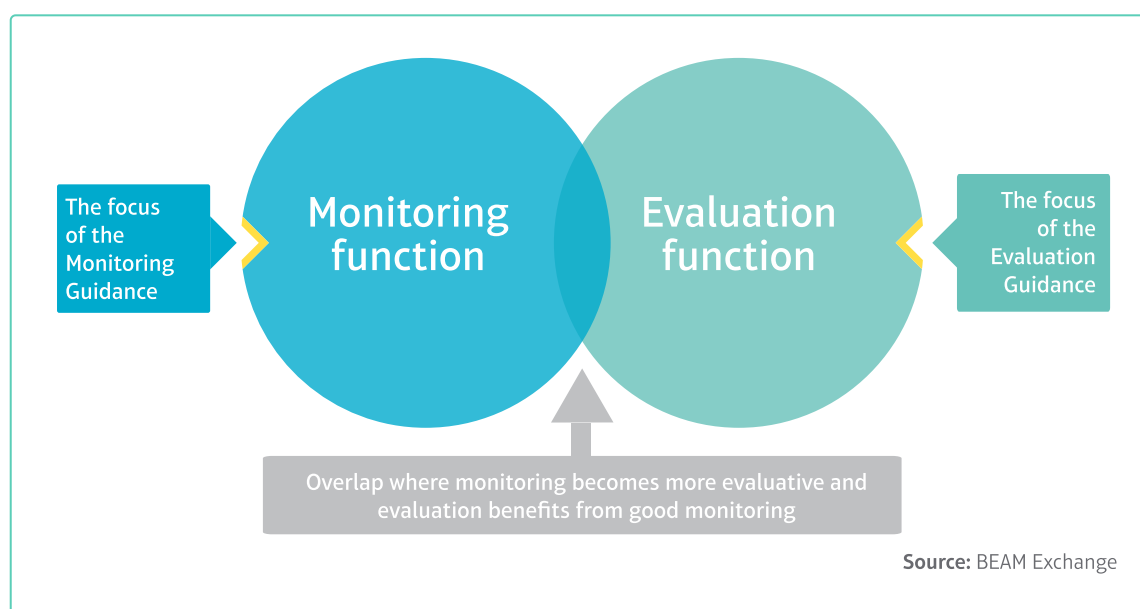 The focus
of the
Monitoring
Guidance
Monitoring
function
Evaluation
function
The focus
of the
Evaluation
Guidance
Overlap where monitoring becomes more evaluative and
evaluation benefits from good monitoring
Source: BEAM Exchange